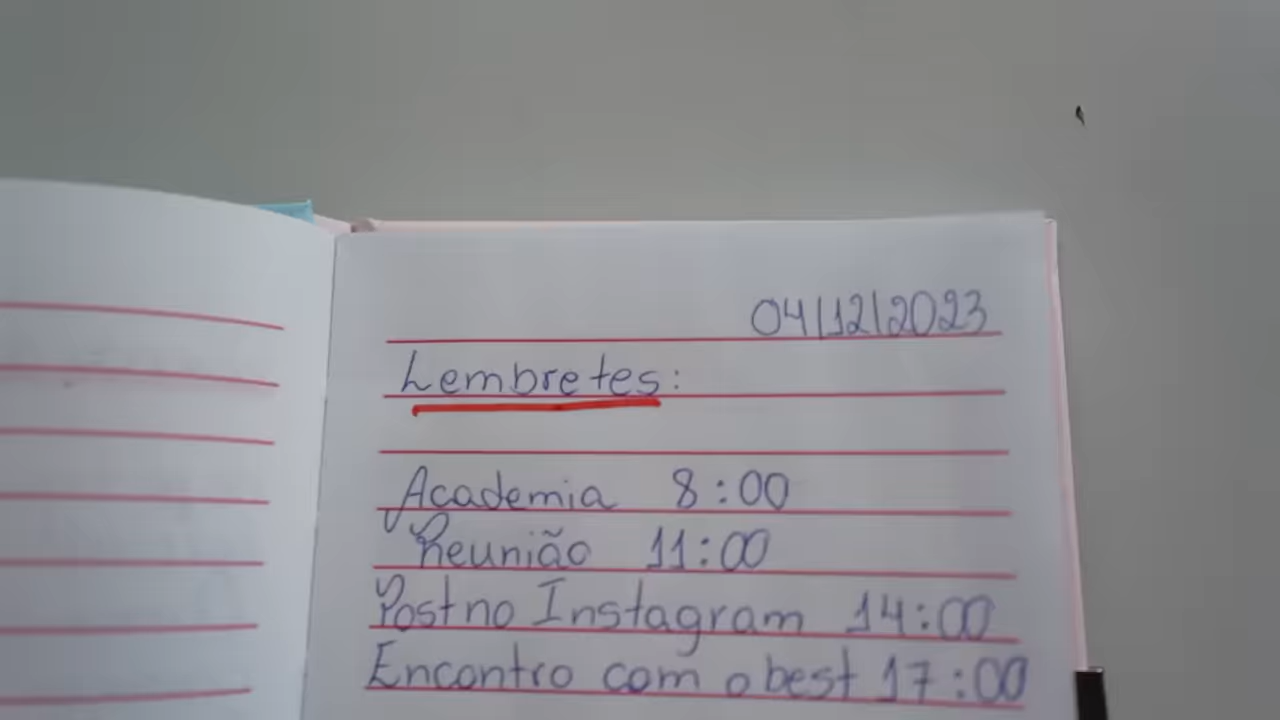 04/12/2023
Lembretes:
Academia 8:00
Reunião 11:00
Post no Instagram 14:00
Encontro com o best 17:00